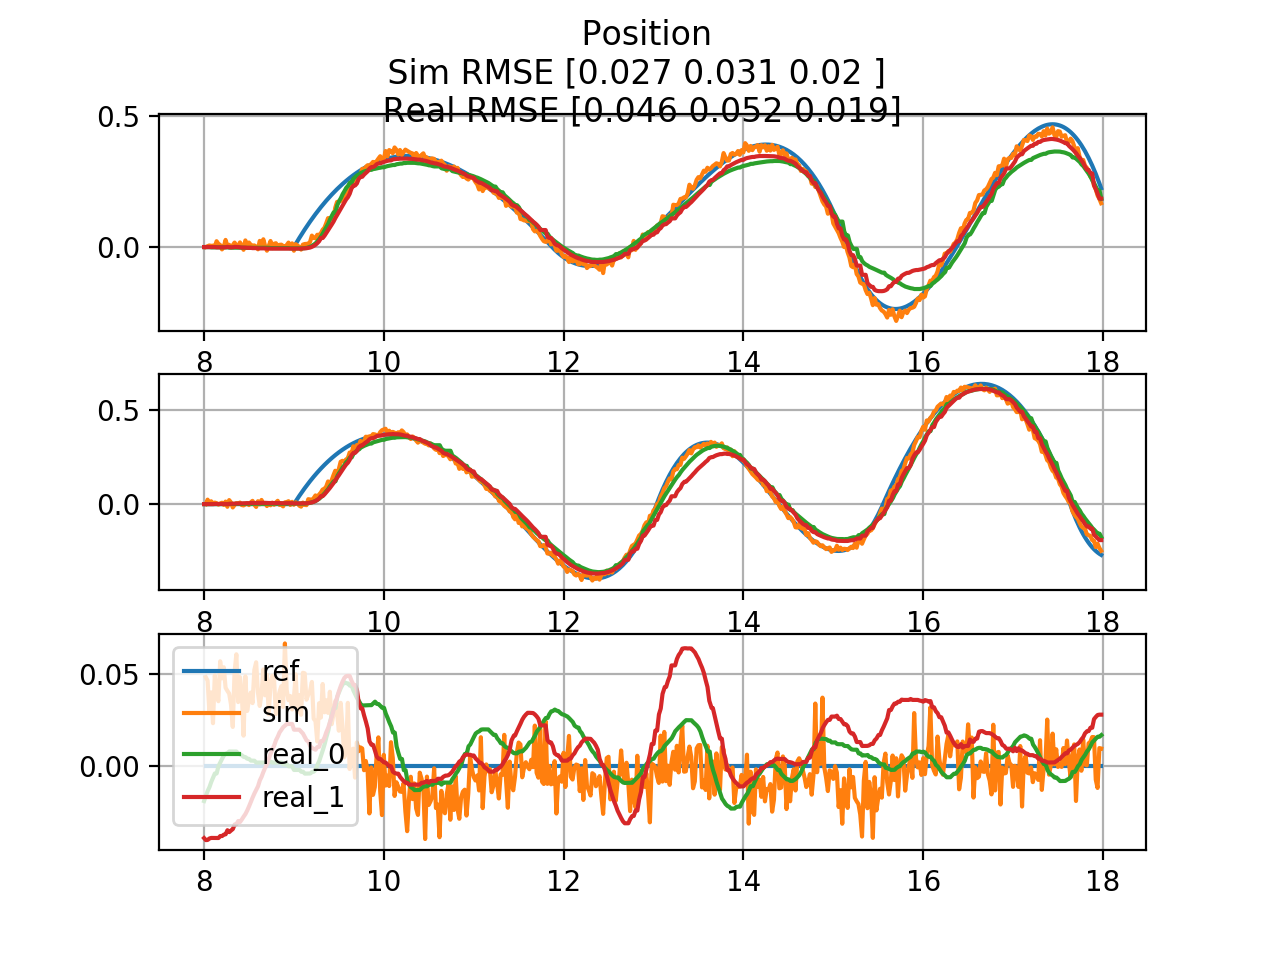 Position
Sim RMSE [0.027 0.031 0.02 ]
Real RMSE [0.046 0.052 0.019]
0.5
0.0
8 10 12 14 16 18
0.5
0.0
8 10 12 14 16 18
0.05
0.00
ref
sim
real_0
real_1
8 10 12 14 16 18